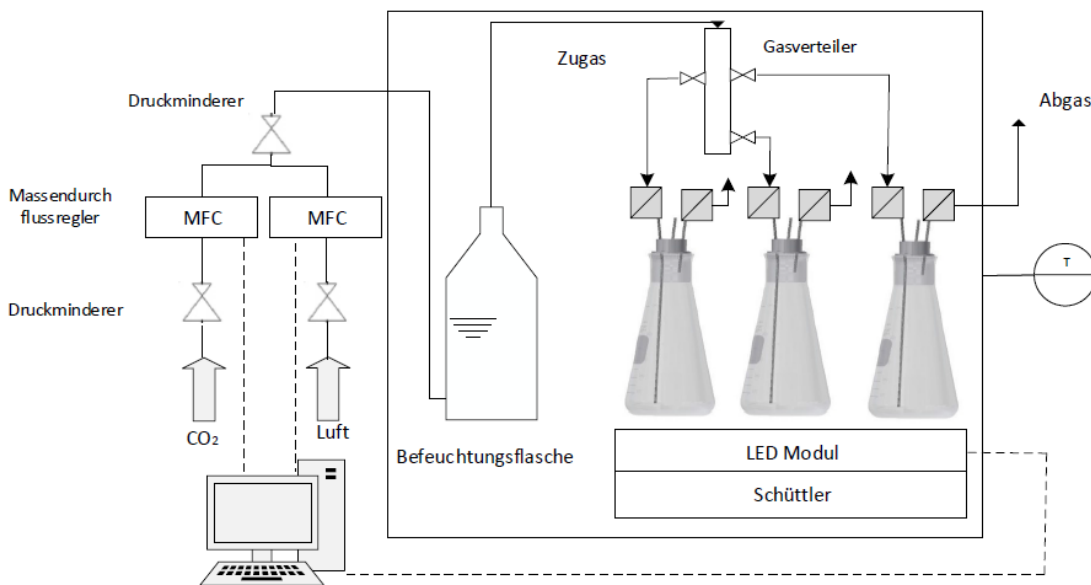 Zugas
Gasverteiler
Druckminderer
Abgas
Massendurch
flussregler
MFC
MFC
T
Druckminderer
CO₂
Luft
Befeuchtungsflasche
LED Modul
Schüttler